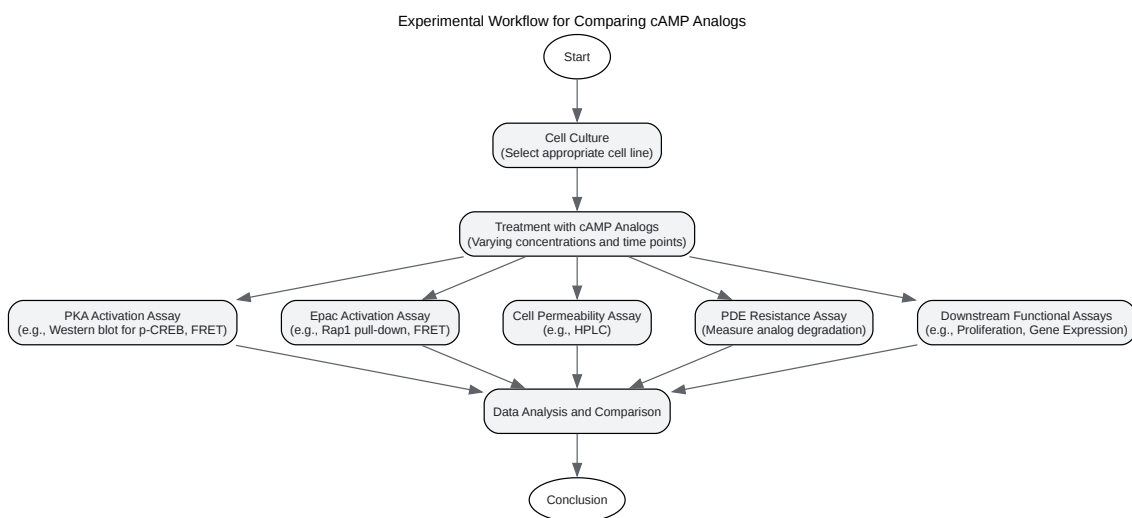 Experimental Workflow for Comparing cAMP Analogs
Start
Cell Culture
(Select appropriate cell line)
Treatment with cAMP Analogs
(Varying concentrations and time points)
PKA Activation Assay
(e.g., Western blot for p-CREB, FRET)
Epac Activation Assay
(e.g., Rap1 pull-down, FRET)
Cell Permeability Assay
(e.g., HPLC)
PDE Resistance Assay
(Measure analog degradation)
Downstream Functional Assays
(e.g., Proliferation, Gene Expression)
Data Analysis and Comparison
Conclusion